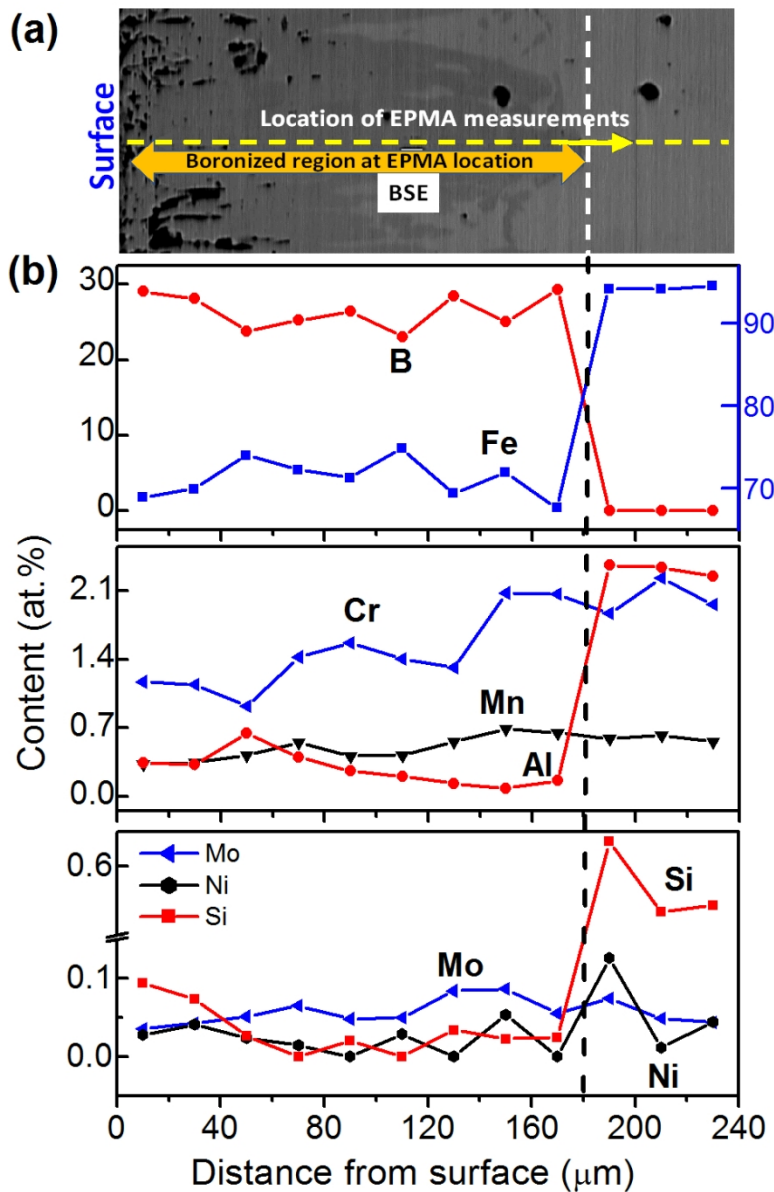 (a)
Surface
Location of EPMA measurements
Boronized region at EPMA location
BSE
(b)
30
20
10
0
90
80
70
B
Fe
2.1
1.4
0.7
0.0
Cr
Mn
Al
Content (at.%)
0.6
0.1
0.0
Mo
Ni
Si
Si
Mo
Ni
0 40 80 120 160 200 240
Distance from surface (μm)